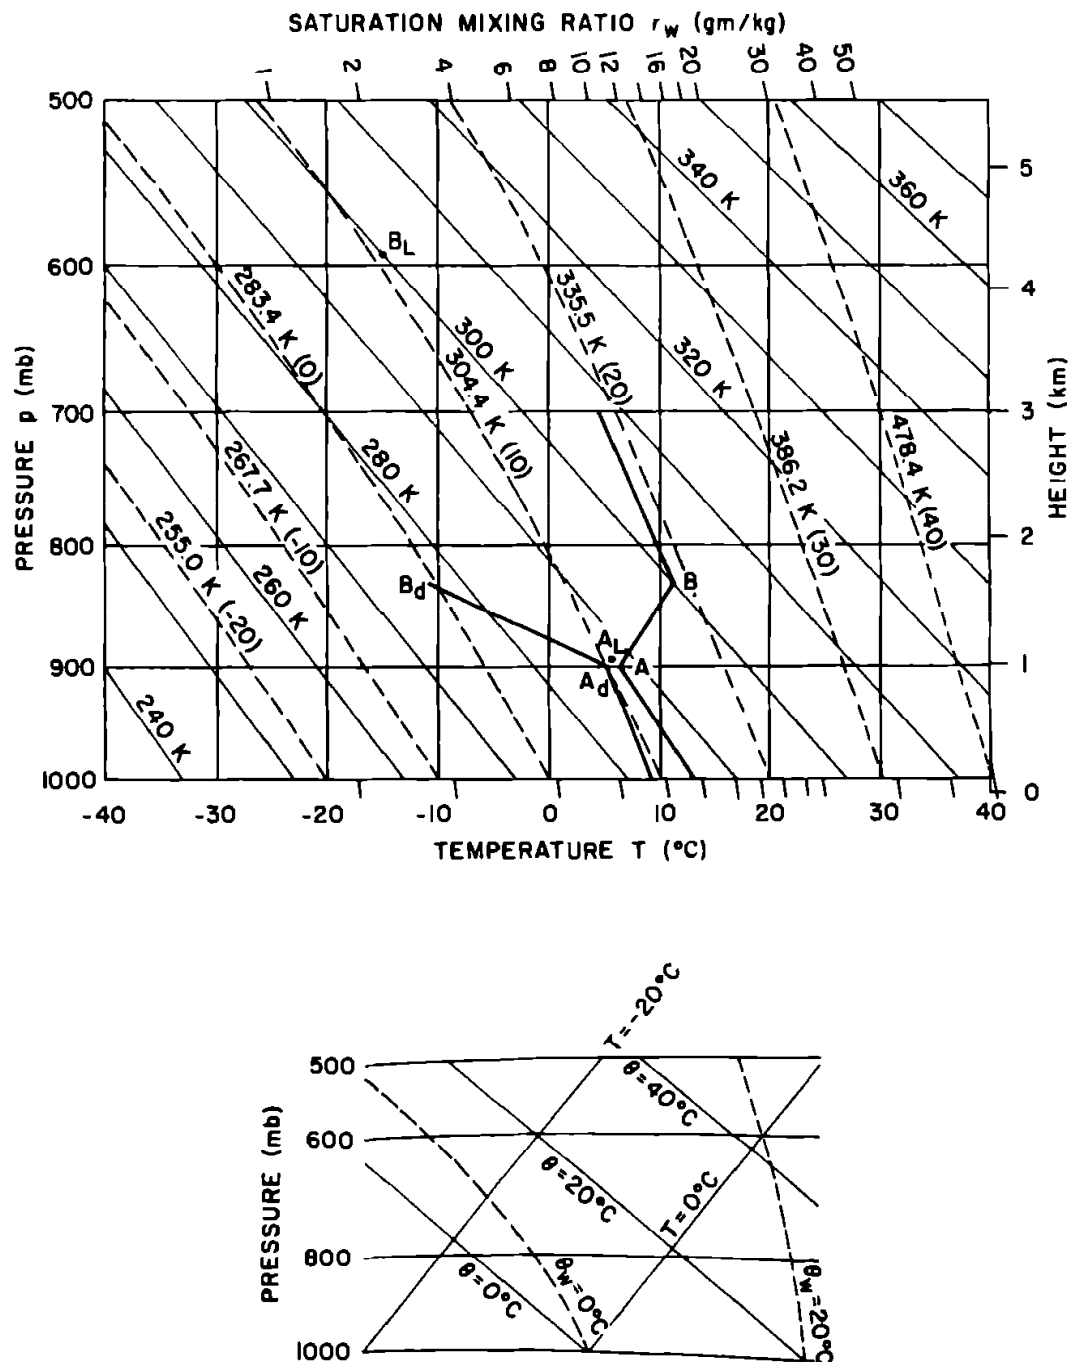 SATURATION MIXING RATIO r_w (gm/kg)
1 2 4 6 8 10 12 16 20 30 40 50
500
600
700
800
900
1000
PRESSURE p (mb)
5
4
3
2
1
0
HEIGHT (km)
340 K
360 K
B_L
283.4 K (0)
300 K
304.4 K (10)
335.5 K (20)
320 K
267.7 K (-10)
280 K
386.2 K (30)
478.4 K (40)
255.0 K (-20)
260 K
B_d
B
A_L
A
A_d
240 K
-40 -30 -20 -10 0 10 20 30 40
TEMPERATURE T (°C)
T=-20°C
500
600
800
1000
PRESSURE (mb)
θ=40°C
θ=20°C
T=0°C
θ=0°C
θ_w=0°C
θ_w=20°C